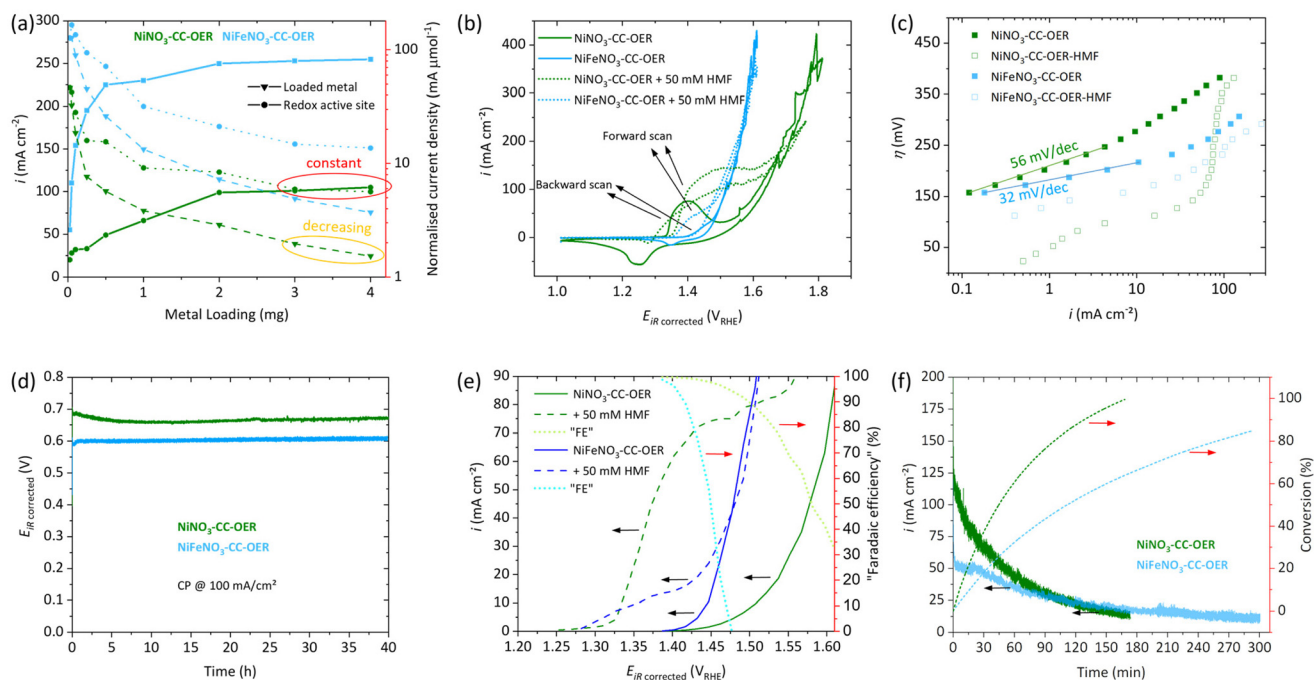 (a)
NiNO₃-CC-OER NiFeNO₃-CC-OER
300
250
200
150
100
50
0
i (mA cm⁻²)
Loaded metal
Redox active site
constant
decreasing
100
10
1
Normalised current density (mA μmol⁻¹)
0 1 2 3 4
Metal Loading (mg)
(b)
NiNO₃-CC-OER
NiFeNO₃-CC-OER
NiNO₃-CC-OER + 50 mM HMF
NiFeNO₃-CC-OER + 50 mM HMF
400
300
200
100
0
i (mA cm⁻²)
Forward scan
Backward scan
1.0 1.2 1.4 1.6 1.8
E iR corrected (V RHE)
(c)
NiNO₃-CC-OER
NiNO₃-CC-OER-HMF
NiFeNO₃-CC-OER
NiFeNO₃-CC-OER-HMF
450
350
250
150
50
η (mV)
56 mV/dec
32 mV/dec
0.1 1 10 100
i (mA cm⁻²)
(d)
0.8
0.7
0.6
0.5
0.4
0.3
0.2
0.1
0.0
E iR corrected (V)
NiNO₃-CC-OER
NiFeNO₃-CC-OER
CP @ 100 mA/cm²
0 5 10 15 20 25 30 35 40
Time (h)
(e)
NiNO₃-CC-OER
+ 50 mM HMF
"FE"
NiFeNO₃-CC-OER
+ 50 mM HMF
"FE"
90
80
70
60
50
40
30
20
10
0
i (mA cm⁻²)
100
90
80
70
60
50
40
30
20
10
0
"Faradaic efficiency" (%)
1.20 1.25 1.30 1.35 1.40 1.45 1.50 1.55 1.60
E iR corrected (V RHE)
(f)
200
175
150
125
100
75
50
25
0
i (mA cm⁻²)
NiNO₃-CC-OER
NiFeNO₃-CC-OER
100
80
60
40
20
0
Conversion (%)
0 30 60 90 120 150 180 210 240 270 300
Time (min)